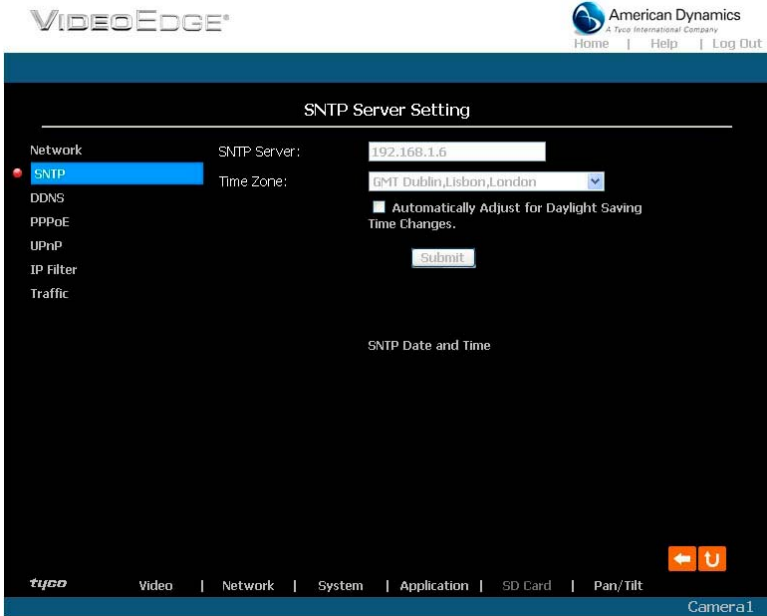 VIDEOEDGE®
American Dynamics
A Tyco International Company
Home | Help | Log Out
SNTP Server Setting
Network
SNTP
DDNS
PPPoE
UPnP
IP Filter
Traffic
SNTP Server: 192.168.1.6
Time Zone: GMT Dublin,Lisbon,London
Automatically Adjust for Daylight Saving
Time Changes.
Submit
SNTP Date and Time
tyco Video | Network | System | Application | SD Card | Pan/Tilt
Camera1